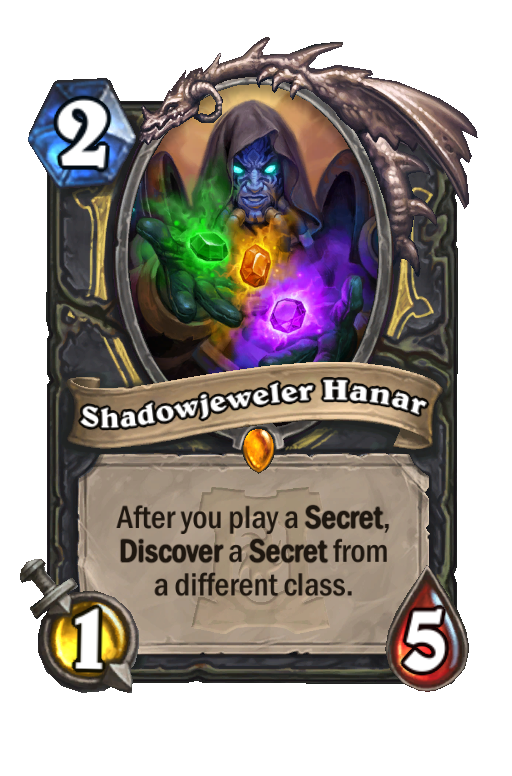 2
Shadowjeweler Hanar
After you play a Secret,
Discover a Secret from
a different class.
1
5